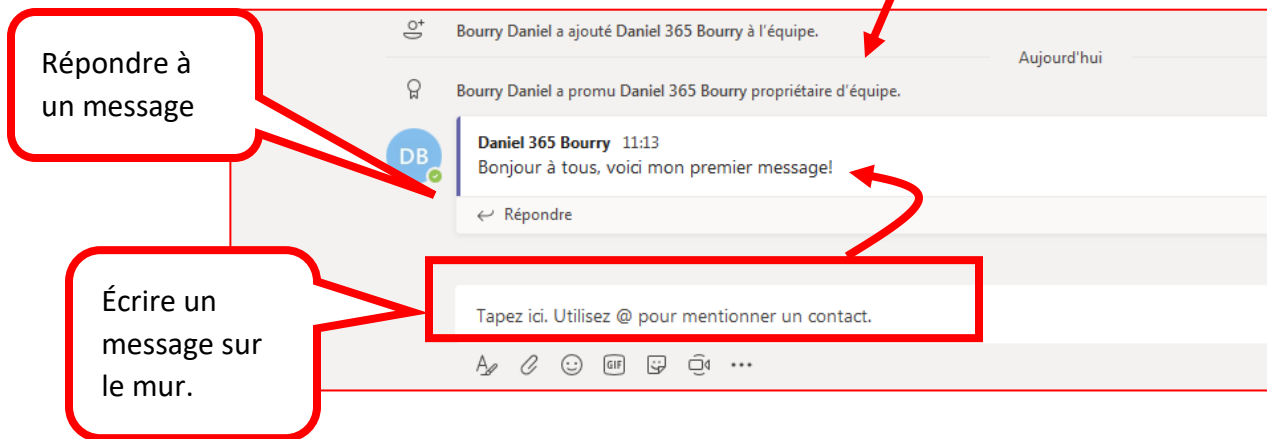 Bourry Daniel a ajouté Daniel 365 Bourry à l'équipe.
Aujourd'hui
Répondre à
un message
Bourry Daniel a promu Daniel 365 Bourry propriétaire d'équipe.
DB
Daniel 365 Bourry 11:13
Bonjour à tous, voici mon premier message!
Répondre
Écrire un
message sur
le mur.
Tapez ici. Utilisez @ pour mentionner un contact.
GIF